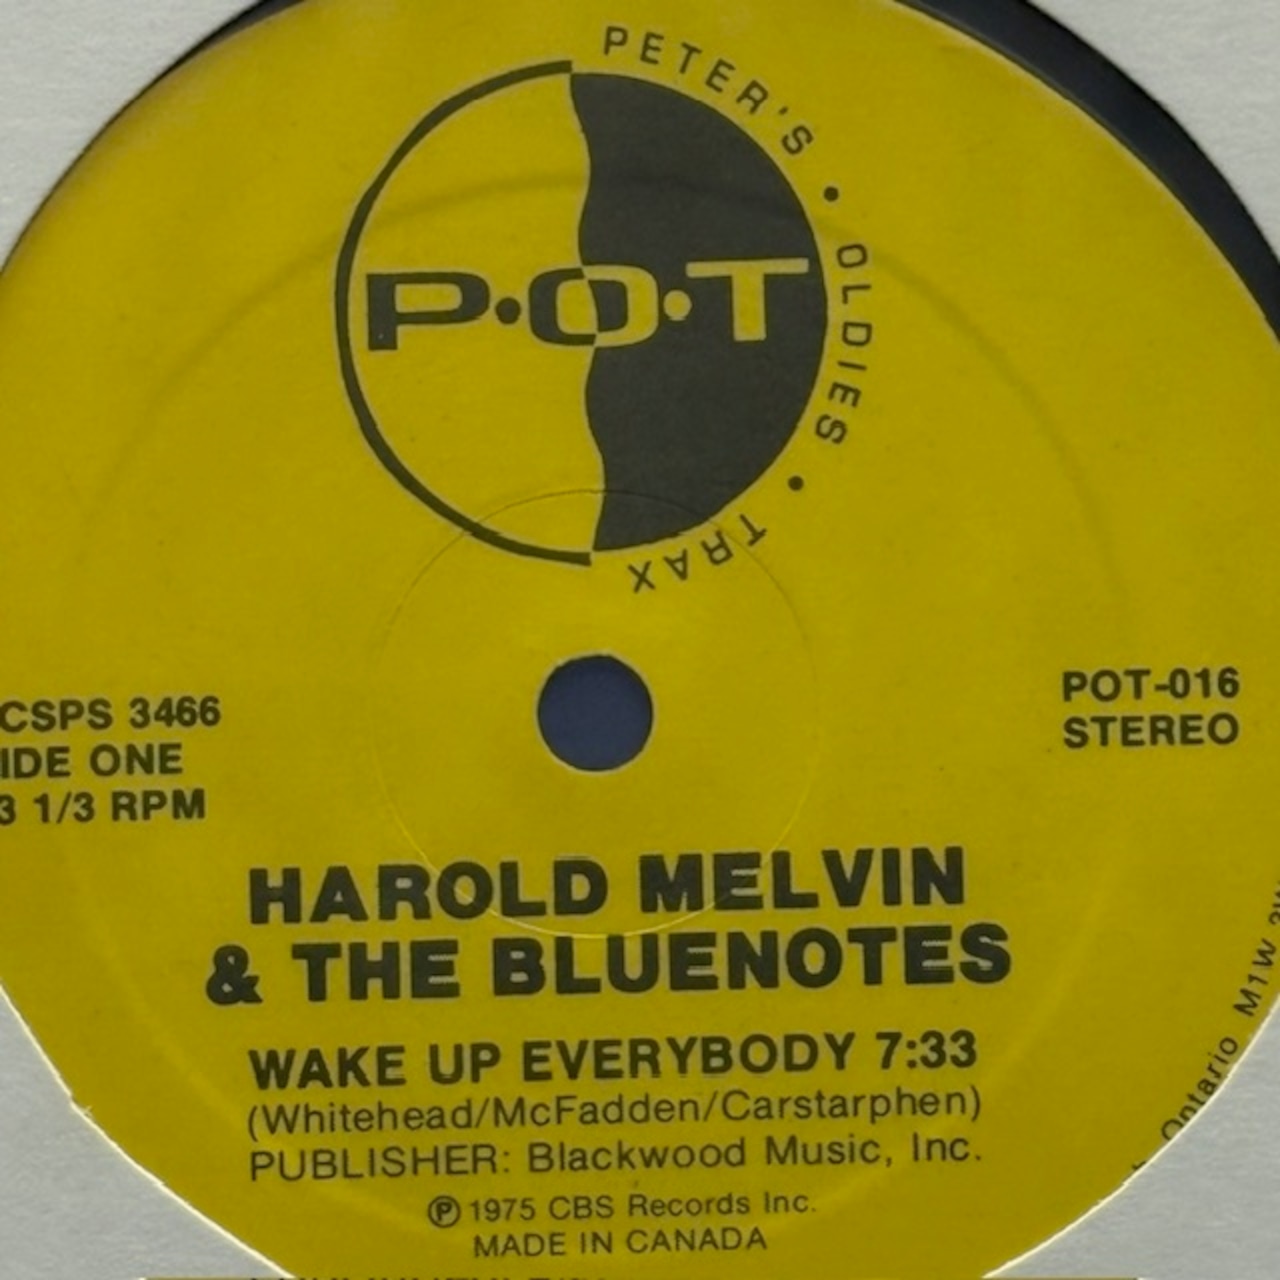 PETER'S • OLDIES • TRAX
P•O•T
CSPS 3466
IDE ONE
3 1/3 RPM
POT-016
STEREO
HAROLD MELVIN
& THE BLUENOTES
WAKE UP EVERYBODY 7:33
(Whitehead/McFadden/Carstarphen)
PUBLISHER: Blackwood Music, Inc.
℗ 1975 CBS Records Inc.
MADE IN CANADA
Ontario M1W